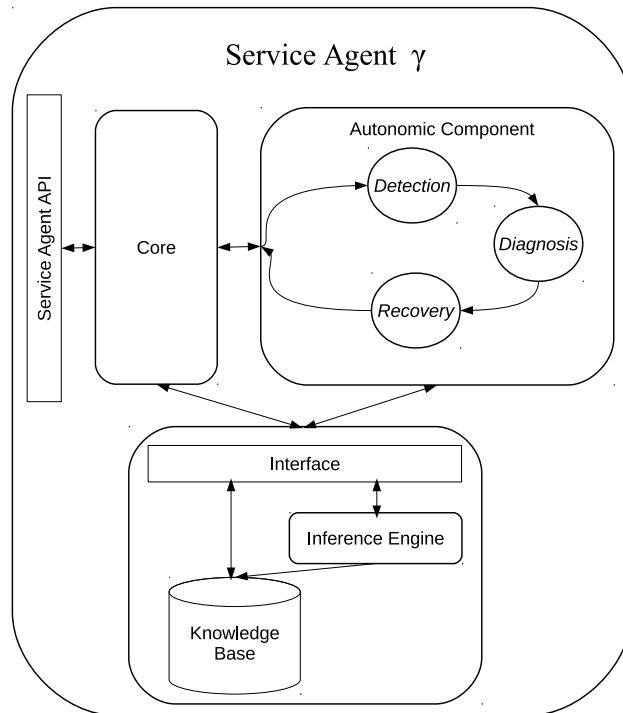 Service Agent γ
Service Agent API
Core
Autonomic Component
Detection
Diagnosis
Recovery
Interface
Inference Engine
Knowledge
Base